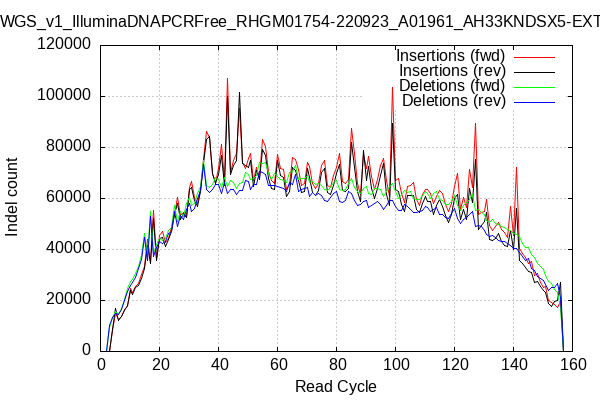 WGS_v1_IlluminaDNAPCRFree_RHGM01754-220923_A01961_AH33KNDSX5-EXT
Insertions (fwd)
Insertions (rev)
Deletions (fwd)
Deletions (rev)
120000
100000
80000
60000
40000
20000
0
Indel count
0 20 40 60 80 100 120 140 160
Read Cycle